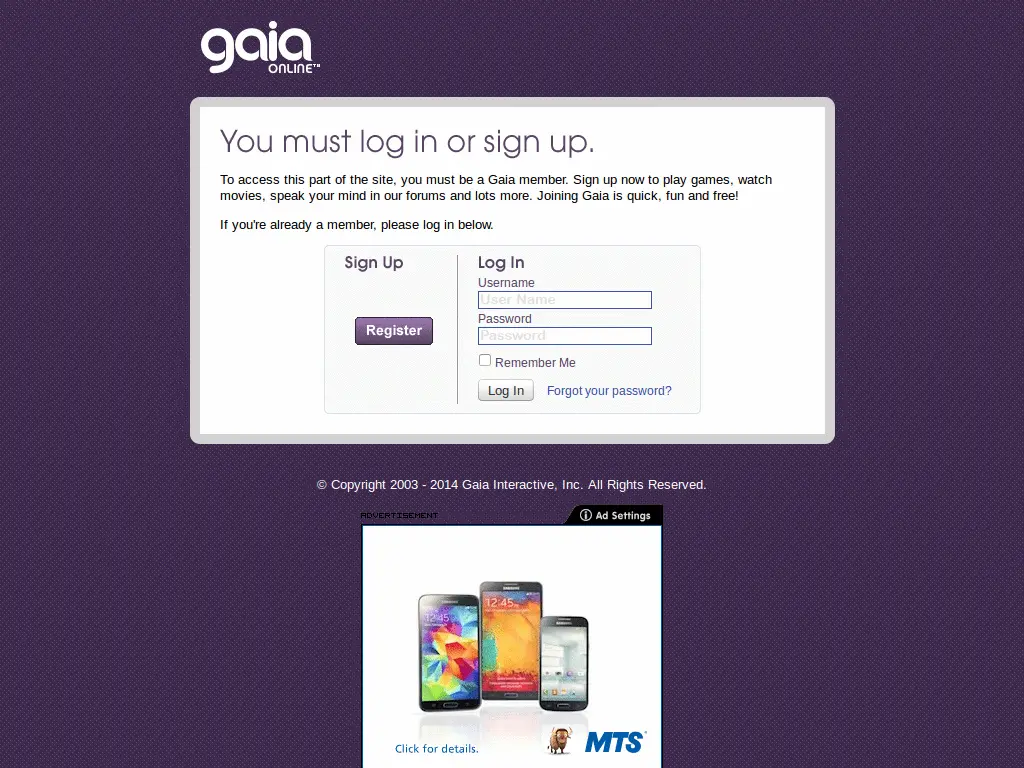 gaia
ONLINE™
You must log in or sign up.
To access this part of the site, you must be a Gaia member. Sign up now to play games, watch
movies, speak your mind in our forums and lots more. Joining Gaia is quick, fun and free!
If you're already a member, please log in below.
Sign Up
Register
Log In
Username
User Name
Password
Password
Remember Me
Log In Forgot your password?
© Copyright 2003 - 2014 Gaia Interactive, Inc. All Rights Reserved.
ADVERTISEMENT Ad Settings
SAMSUNG
12:45
12:45
Click for details. MTS